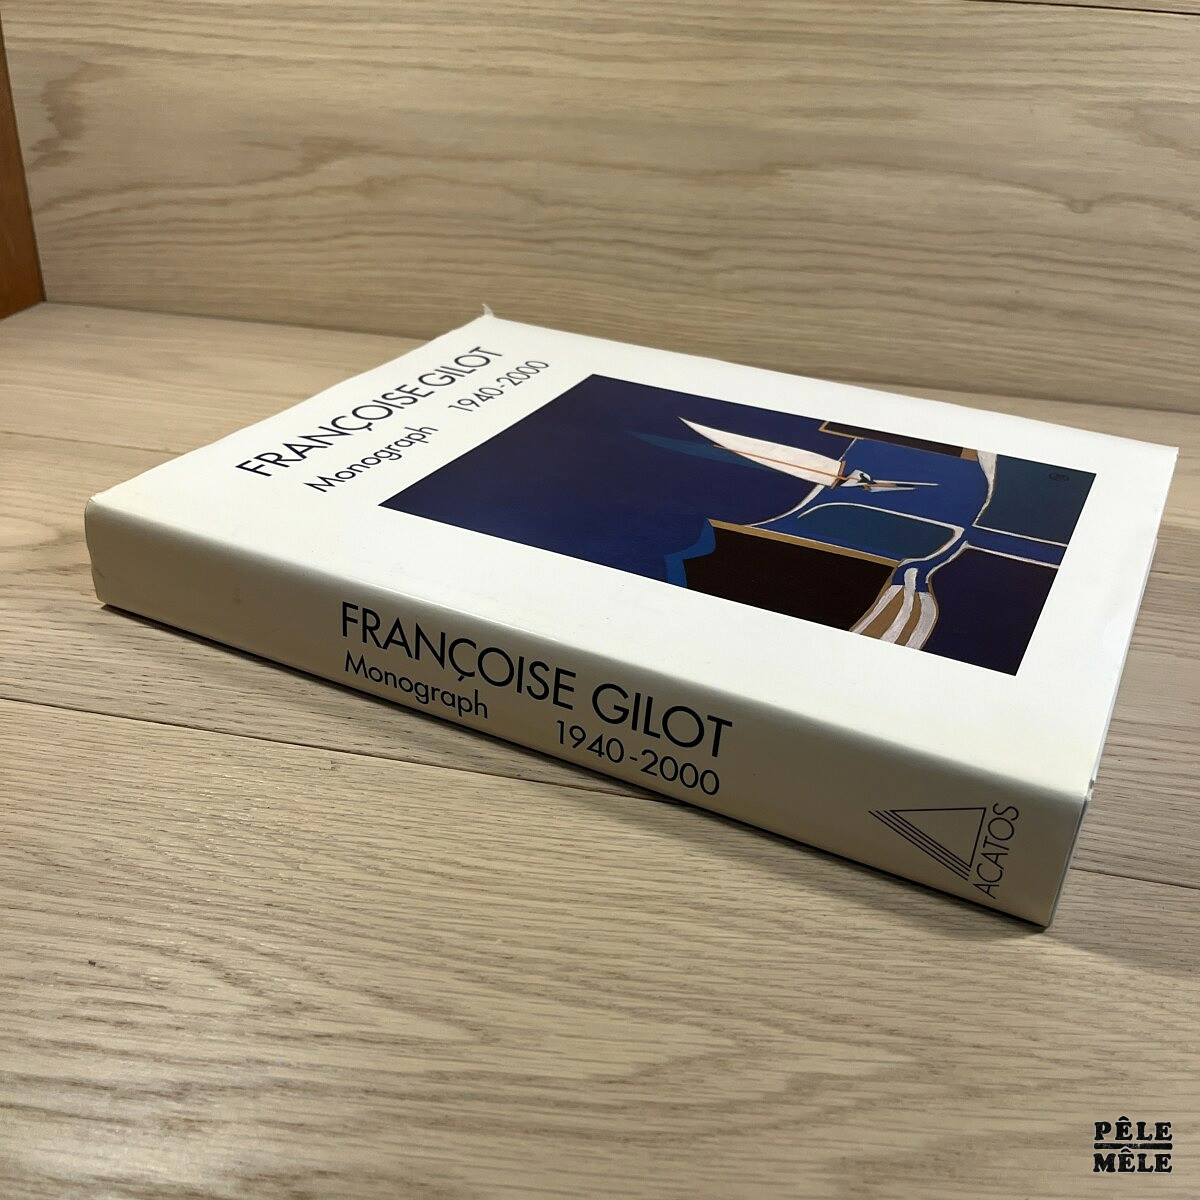 FRANÇOISE GILOT
Monograph 1940-2000
FRANÇOISE GILOT
Monograph 1940-2000
ACATOS
PÊLE
MÊLE